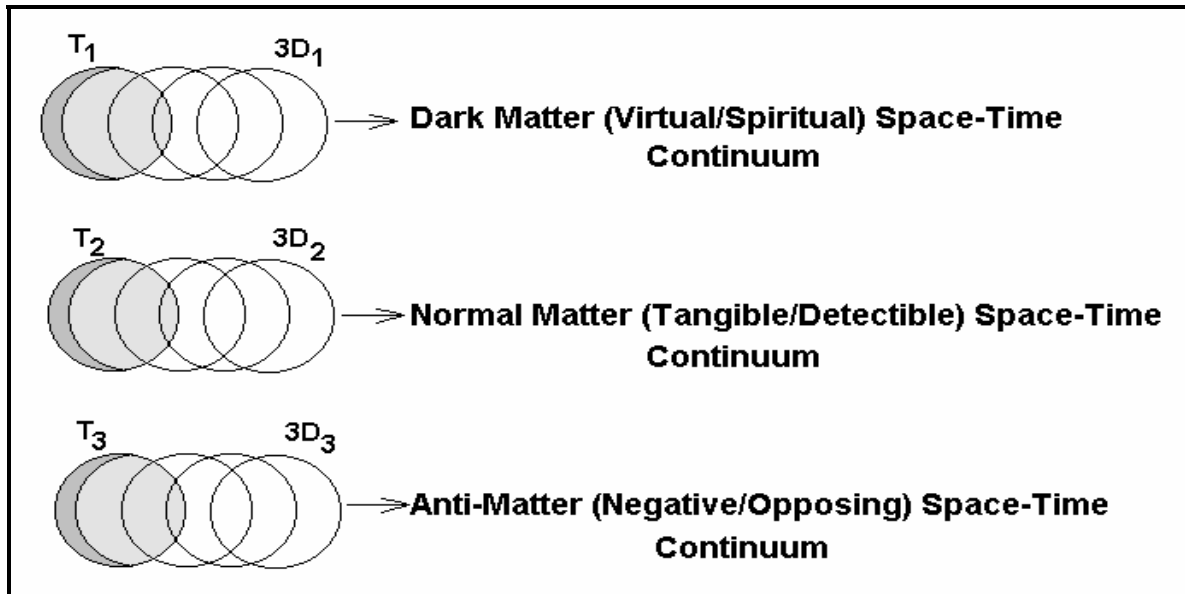 T1 3D1
Dark Matter (Virtual/Spiritual) Space-Time
Continuum
T2 3D2
Normal Matter (Tangible/Detectible) Space-Time
Continuum
T3 3D3
Anti-Matter (Negative/Opposing) Space-Time
Continuum